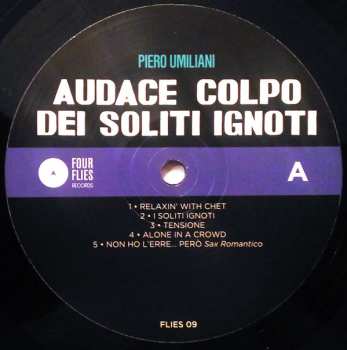 PIERO UMILIANI
AUDACE COLPO
DEI SOLITI IGNOTI
FOUR
FLIES
RECORDS
A
A
1 • RELAXIN' WITH CHET
2 • I SOLITI IGNOTI
3 • TENSIONE
4 • ALONE IN A CROWD
5 • NON HO L'ERRE... PERÒ Sax Romantico
FLIES 09